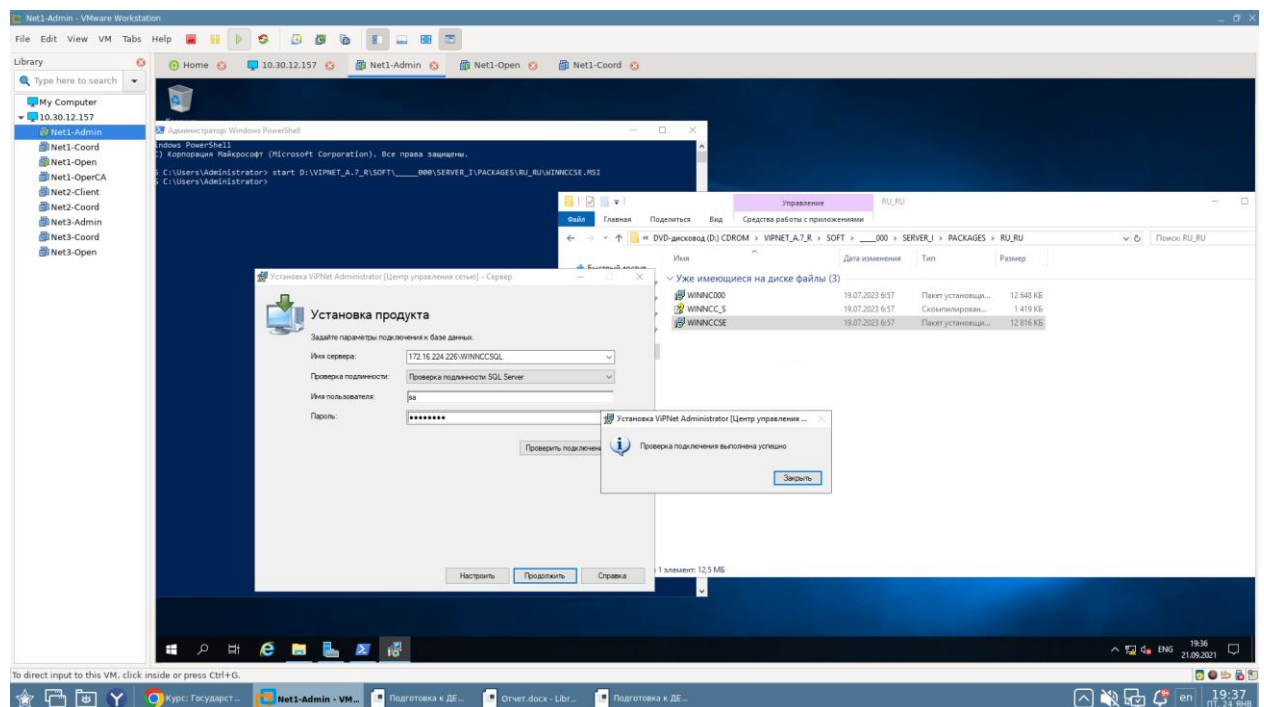 Net1-Admin - VMware Workstation
File Edit View VM Tabs Help
Library
Home
10.30.12.157
Net1-Admin
Net1-Open
Net1-Coord
Type here to search
My Computer
10.30.12.157
Net1-Admin
Net1-Coord
Net1-Open
Net1-OperCA
Net2-Client
Net2-Coord
Net3-Admin
Net3-Coord
Net3-Open
Администратор: Windows PowerShell
indows PowerShell
) Корпорация Майкрософт (Microsoft Corporation). Все права защищены.
S C:\Users\Administrator> start D:\VIPNET_A.7_R\SOFT\____000\SERVER_I\PACKAGES\RU_RU\WINNCCSE.MSI
S C:\Users\Administrator>
Управление RU_RU
Файл Главная Поделиться Вид Средства работы с приложениями
« DVD-дисковод (D:) CDROM > VIPNET_A.7_R > SOFT > ____000 > SERVER_I > PACKAGES > RU_RU
Поиск: RU_RU
Имя Дата изменения Тип Размер
Уже имеющиеся на диске файлы (3)
WINNC000 19.07.2023 6:57 Пакет установщи... 12 648 КБ
WINNCC_S 19.07.2023 6:57 Скомпилирован... 1 419 КБ
WINNCCSE 19.07.2023 6:57 Пакет установщи... 12 816 КБ
1 элемент: 12,5 МБ
Установка ViPNet Administrator [Центр управления сетью] - Сервер
Установка продукта
Задайте параметры подключения к базе данных.
Имя сервера: 172.16.224.226\WINNCCSQL
Проверка подлинности: Проверка подлинности SQL Server
Имя пользователя: sa
Пароль:
Проверить подключени
Настроить Продолжить Справка
Установка ViPNet Administrator [Центр управления ...
Проверка подключения выполнена успешно
Закрыть
ENG
19:36
21.09.2021
To direct input to this VM, click inside or press Ctrl+G.
Курс: Государст...
Net1-Admin - VM...
Подготовка к ДЕ...
Отчет.docx - Libr...
Подготовка к ДЕ...
en
19:37
ПТ, 24 ЯНВ